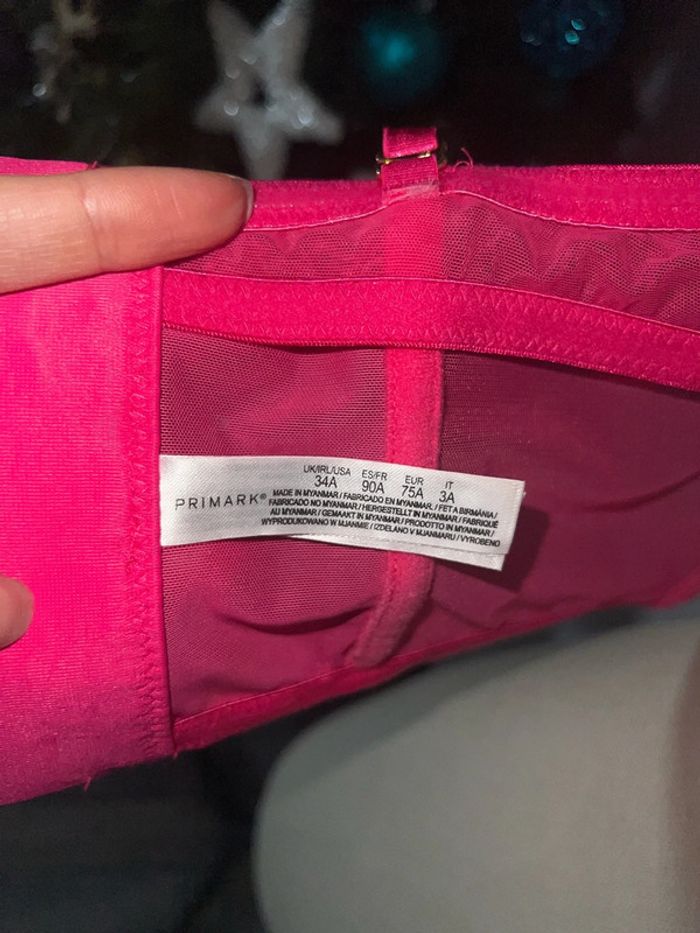 UK/IRL/USA ES/FR EUR IT
34A 90A 75A 3A
PRIMARK®
MADE IN MYANMAR / FABRICADO EN MYANMAR / FET A BIRMÀNIA /
FABRICADO NO MYANMAR / HERGESTELLT IN MYANMAR / FABRIQUÉ
AU MYANMAR / GEMAAKT IN MYANMAR / PRODOTTO IN MYANMAR /
WYPRODUKOWANO W MJANMIE / IZDELANO V MJANMARU / VYROBENO